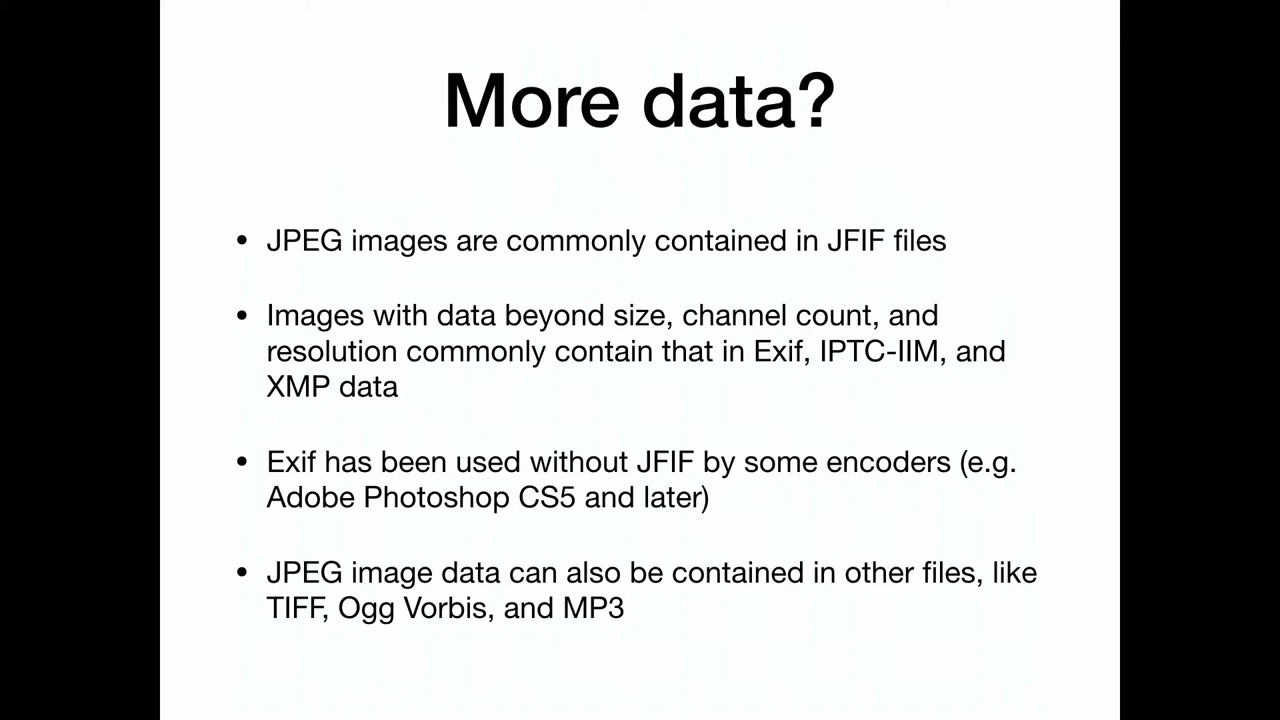 More data?
• JPEG images are commonly contained in JFIF files
• Images with data beyond size, channel count, and
resolution commonly contain that in Exif, IPTC-IIM, and
XMP data
• Exif has been used without JFIF by some encoders (e.g.
Adobe Photoshop CS5 and later)
• JPEG image data can also be contained in other files, like
TIFF, Ogg Vorbis, and MP3